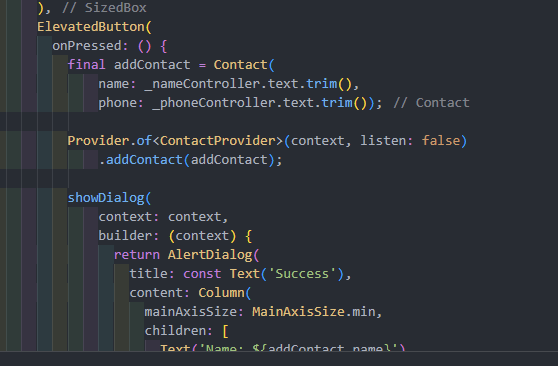 ), // SizedBox
ElevatedButton(
onPressed: () {
final addContact = Contact(
name: _nameController.text.trim(),
phone: _phoneController.text.trim()); // Contact
Provider.of<ContactProvider>(context, listen: false)
.addContact(addContact);
showDialog(
context: context,
builder: (context) {
return AlertDialog(
title: const Text('Success'),
content: Column(
mainAxisSize: MainAxisSize.min,
children: [
Text('Name: ${addContact.name}')